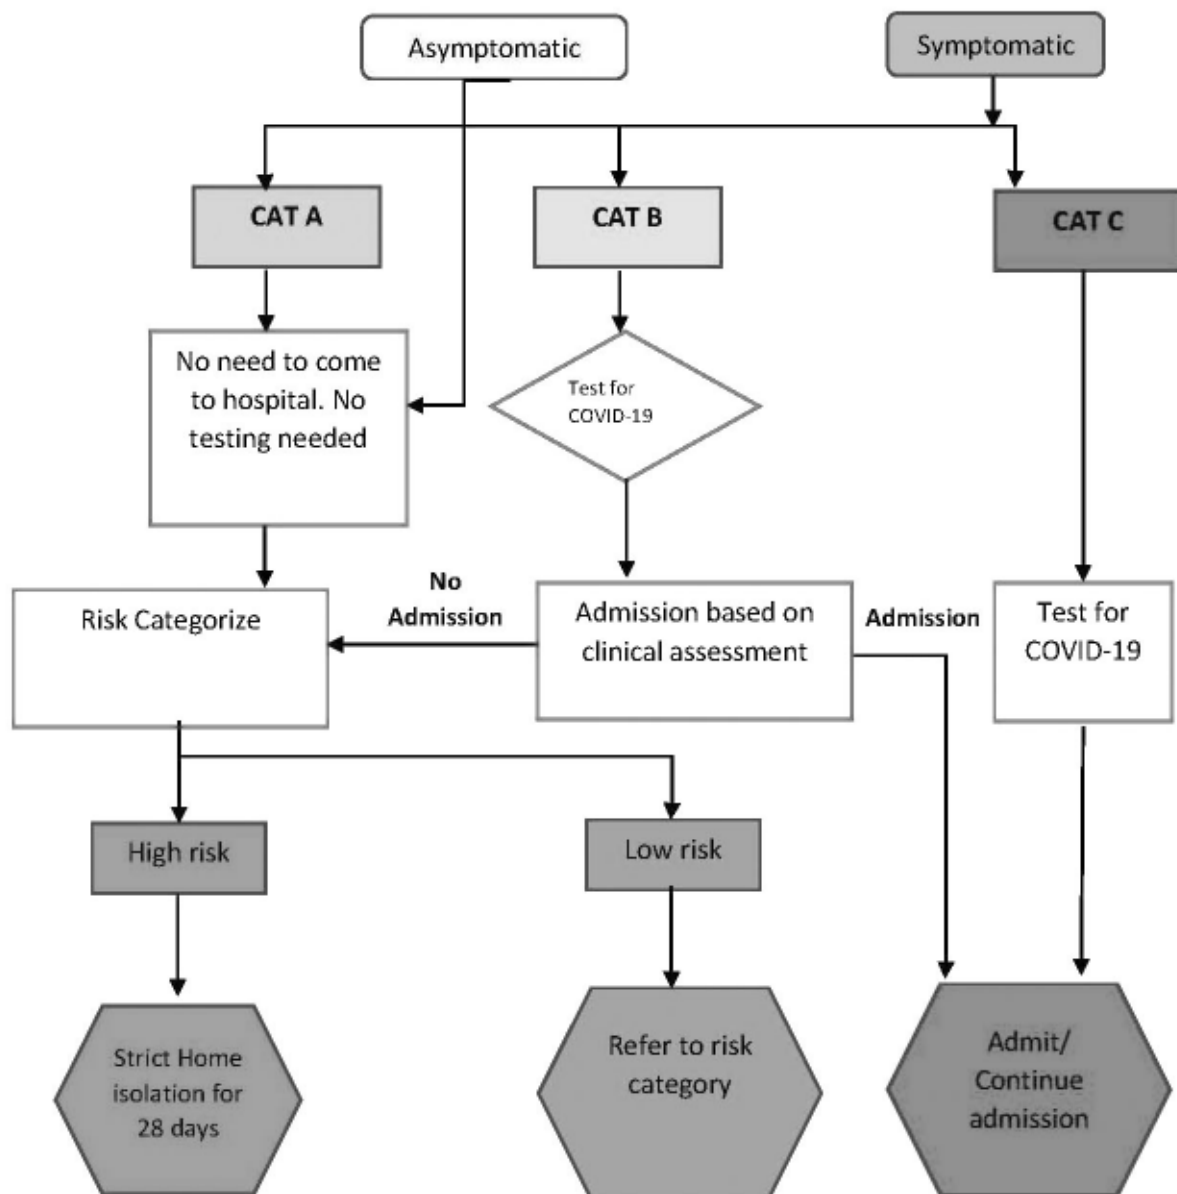 Asymptomatic
Symptomatic
CAT A
CAT B
CAT C
No need to come
to hospital. No
testing needed
Test for
COVID-19
Risk Categorize
No
Admission
Admission based on
clinical assessment
Admission
Test for
COVID-19
High risk
Low risk
Strict Home
isolation for
28 days
Refer to risk
category
Admit/
Continue
admission